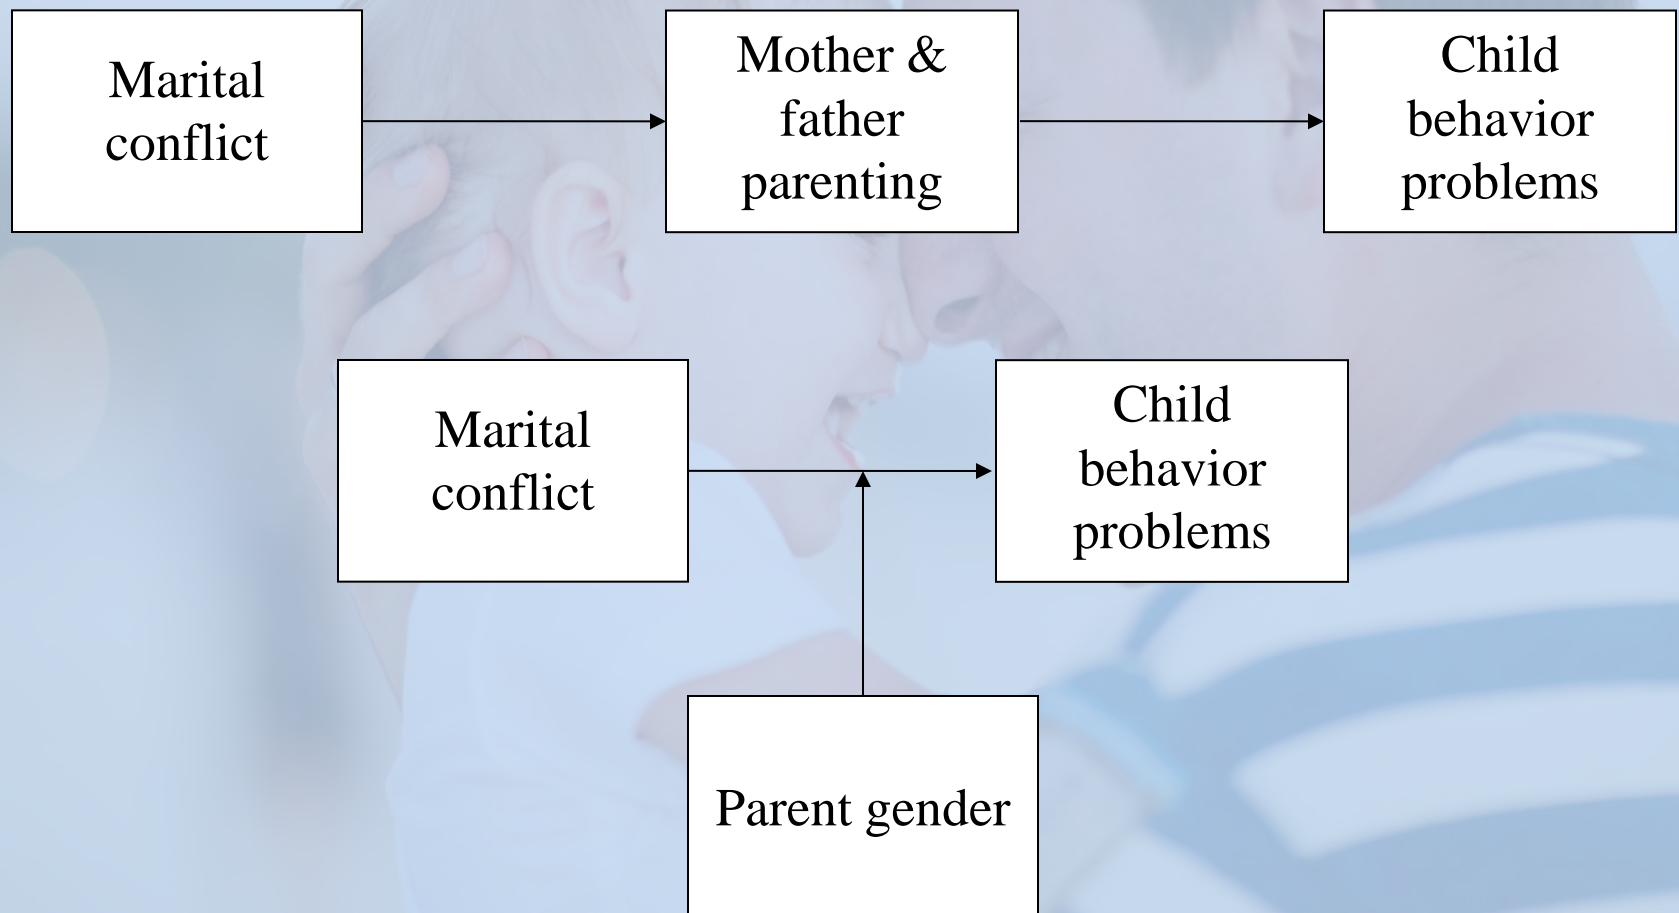 Marital
conflict
Mother &
father
parenting
Child
behavior
problems
Marital
conflict
Child
behavior
problems
Parent gender